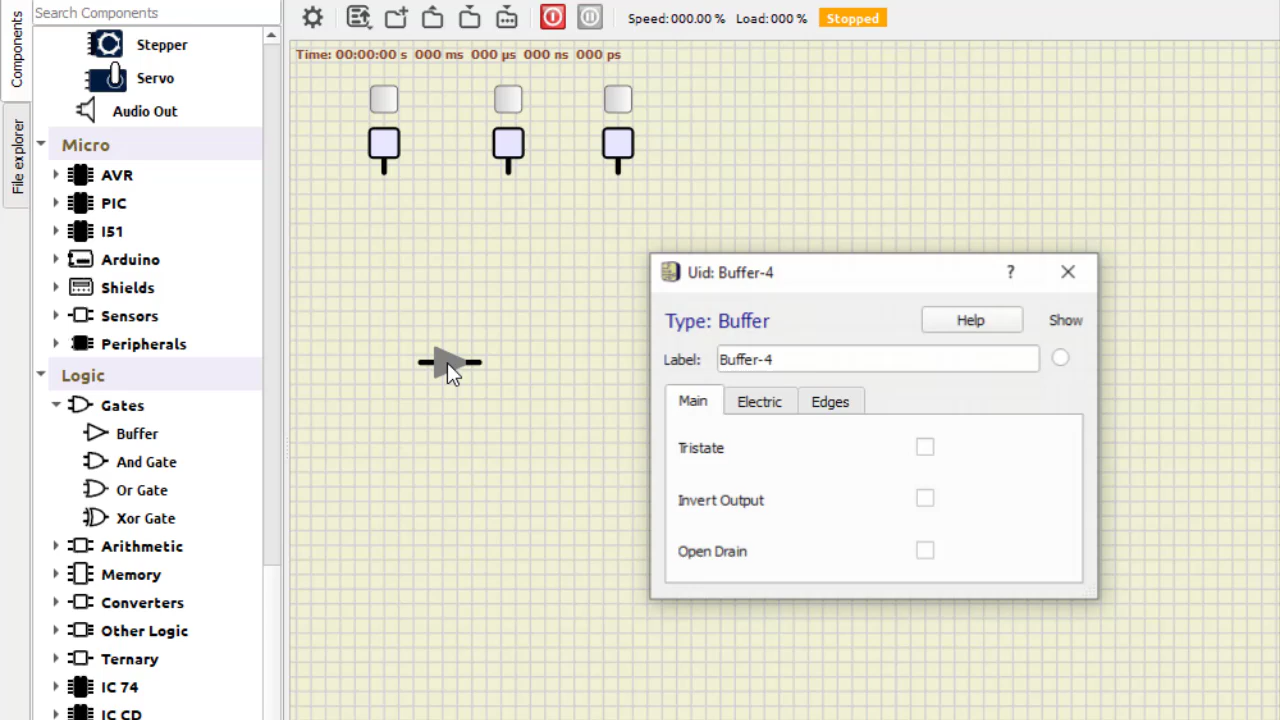 Components
File explorer
Search Components
Stepper
Servo
Audio Out
Micro
AVR
PIC
I51
Arduino
Shields
Sensors
Peripherals
Logic
Gates
Buffer
And Gate
Or Gate
Xor Gate
Arithmetic
Memory
Converters
Other Logic
Ternary
IC 74
IC CD
Speed:000.00 % Load:000 % Stopped
Time: 00:00:00 s 000 ms 000 µs 000 ns 000 ps
Uid: Buffer-4 ?
Type: Buffer Help Show
Label: Buffer-4
Main Electric Edges
Tristate
Invert Output
Open Drain